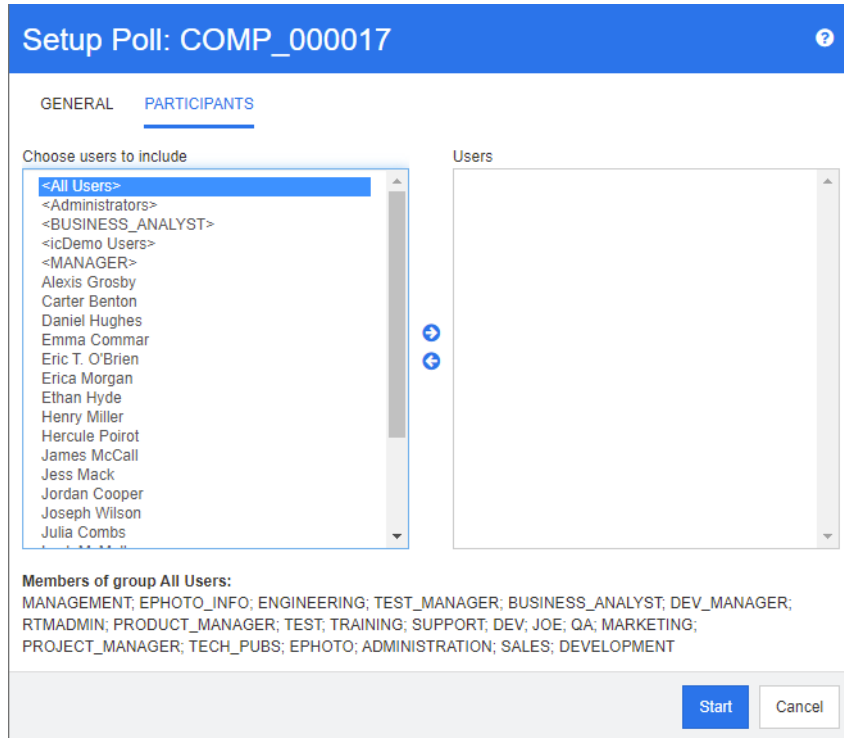 Setup Poll: COMP_000017
GENERAL PARTICIPANTS
Choose users to include
Users
<All Users>
<Administrators>
<BUSINESS_ANALYST>
<icDemo Users>
<MANAGER>
Alexis Grosby
Carter Benton
Daniel Hughes
Emma Commar
Eric T. O'Brien
Erica Morgan
Ethan Hyde
Henry Miller
Hercule Poirot
James McCall
Jess Mack
Jordan Cooper
Joseph Wilson
Julia Combs
Members of group All Users:
MANAGEMENT; EPHOTO_INFO; ENGINEERING; TEST_MANAGER; BUSINESS_ANALYST; DEV_MANAGER;
RTMADMIN; PRODUCT_MANAGER; TEST; TRAINING; SUPPORT; DEV; JOE; QA; MARKETING;
PROJECT_MANAGER; TECH_PUBS; EPHOTO; ADMINISTRATION; SALES; DEVELOPMENT
Start Cancel